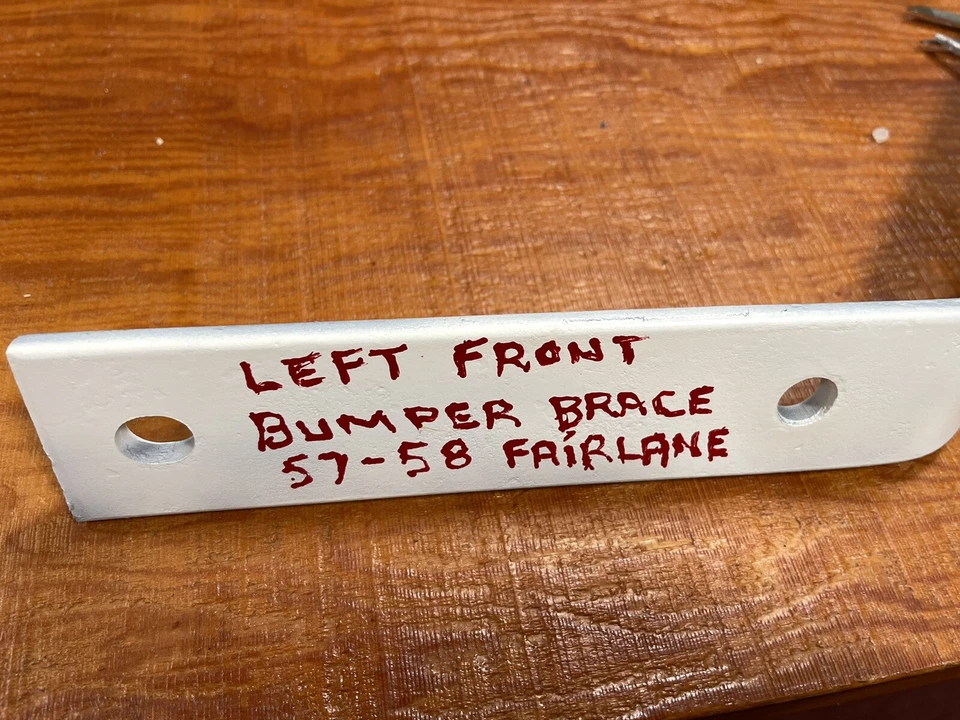 LEFT FRONT
BUMPER BRACE
57-58 FAIRLANE